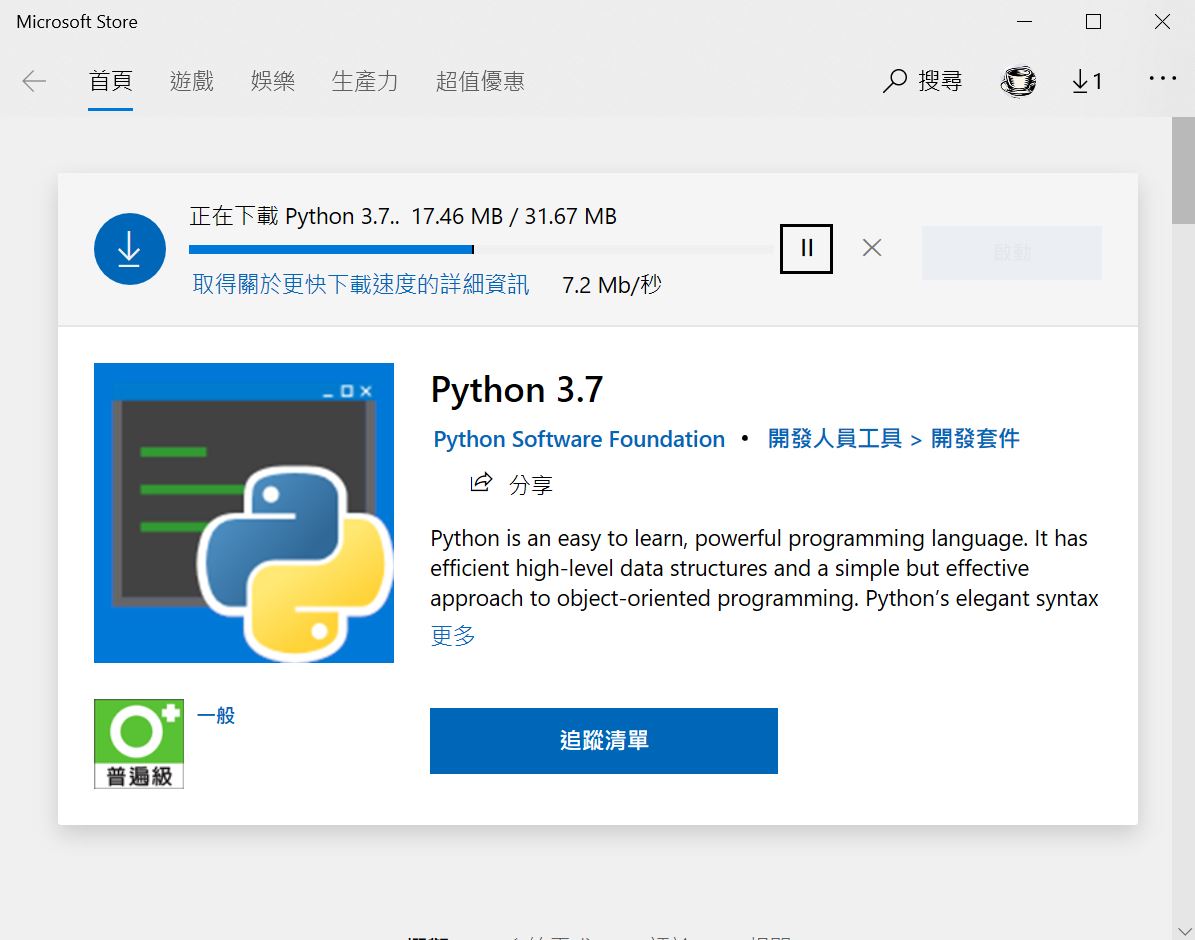 Microsoft Store
首頁 遊戲 娛樂 生產力 超值優惠 搜尋 1
正在下載 Python 3.7.. 17.46 MB / 31.67 MB
取得關於更快下載速度的詳細資訊 7.2 Mb/秒
啟動
Python 3.7
Python Software Foundation • 開發人員工具 > 開發套件
分享
Python is an easy to learn, powerful programming language. It has
efficient high-level data structures and a simple but effective
approach to object-oriented programming. Python’s elegant syntax
更多
一般
普遍級
追蹤清單